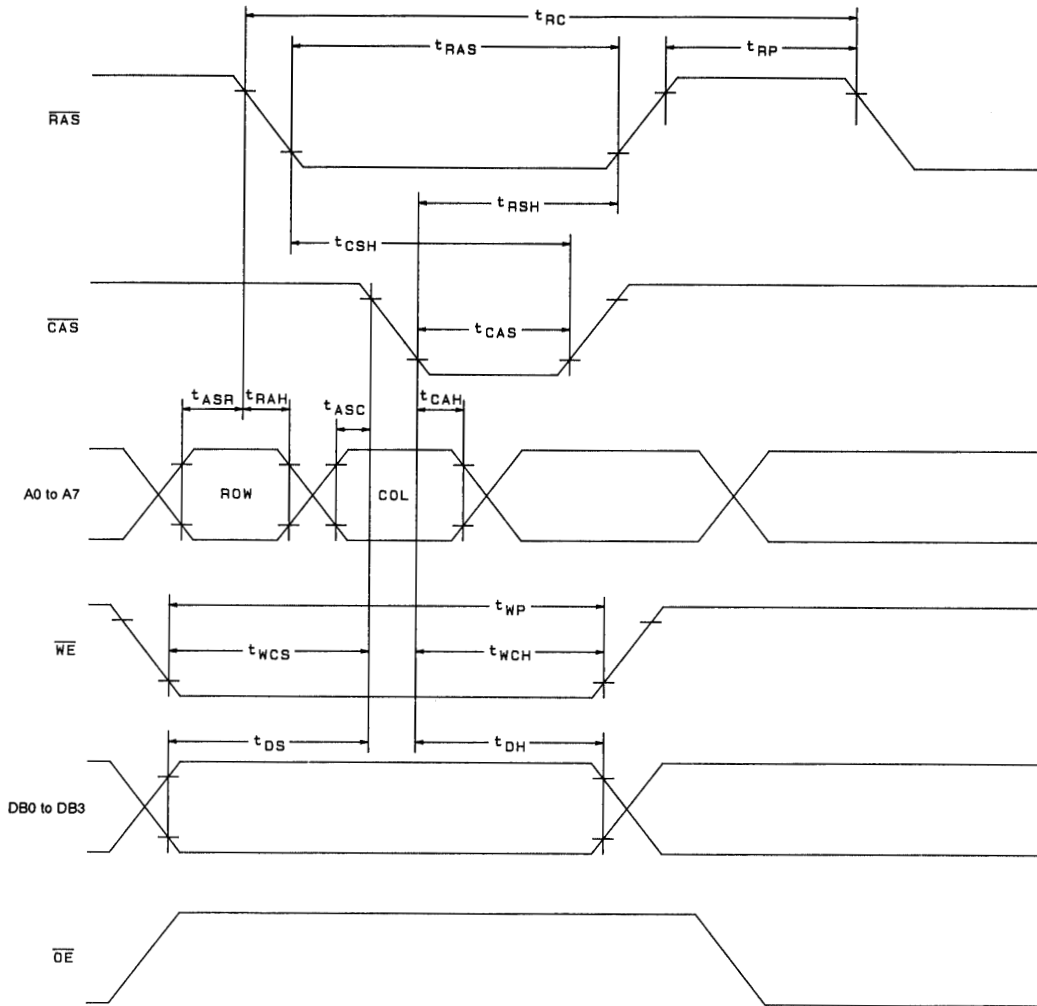 tRC
tRAS
tRP
RAS
tRSH
tCSH
CAS
tCAS
tASR
tRAH
tASC
tCAH
A0 to A7
ROW
COL
tWP
WE
tWCS
tWCH
tDS
tDH
DB0 to DB3
OE